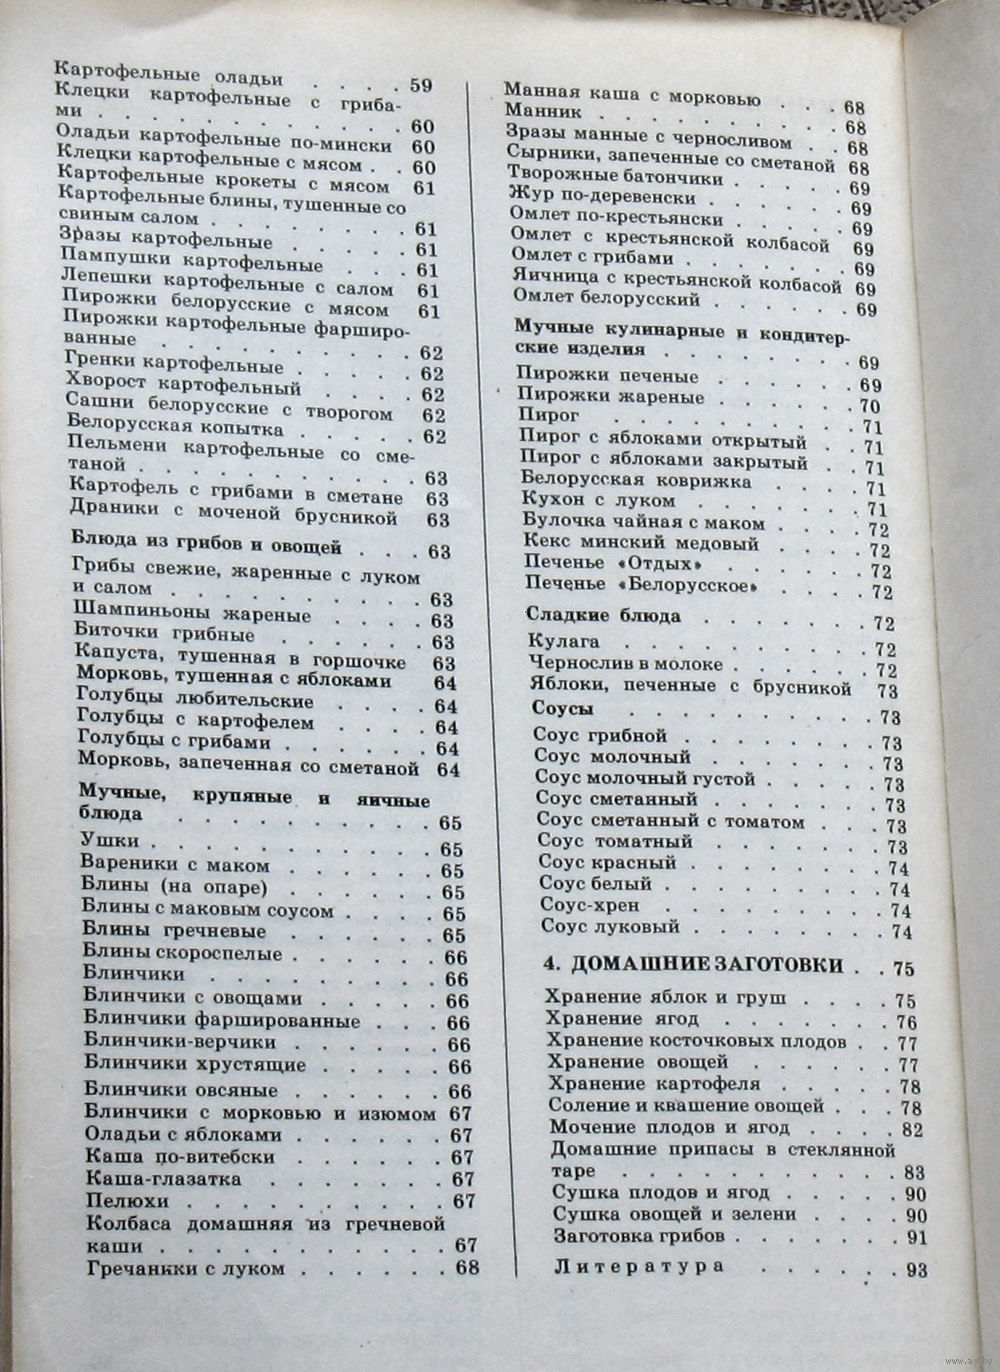 Картофельные оладьи . . . . 59
Клецки картофельные с гриба-
ми . . . . . . . . . . . . 60
Оладьи картофельные по-мински 60
Клецки картофельные с мясом . . 60
Картофельные крокеты с мясом 61
Картофельные блины, тушенные со
свиным салом . . . . . . . . 61
Зразы картофельные . . . . . 61
Пампушки картофельные . . . 61
Лепешки картофельные с салом 61
Пирожки белорусские с мясом 61
Пирожки картофельные фарширо-
ванные . . . . . . . . . . 62
Гренки картофельные . . . . . 62
Хворост картофельный . . . . 62
Сашни белорусские с творогом 62
Белорусская копытка . . . . . 62
Пельмени картофельные со сме-
таной . . . . . . . . . . . 63
Картофель с грибами в сметане 63
Драники с моченой брусникой 63
Блюда из грибов и овощей . . . 63
Грибы свежие, жаренные с луком
и салом . . . . . . . . . . 63
Шампиньоны жареные . . . . 63
Биточки грибные . . . . . . 63
Капуста, тушенная в горшочке 63
Морковь, тушенная с яблоками 64
Голубцы любительские . . . . 64
Голубцы с картофелем . . . . 64
Голубцы с грибами . . . . . . 64
Морковь, запеченная со сметаной 64
Мучные, крупяные и яичные
блюда . . . . . . . . . . 65
Ушки . . . . . . . . . . . 65
Вареники с маком . . . . . . 65
Блины (на опаре) . . . . . . 65
Блины с маковым соусом . . . . 65
Блины гречневые . . . . . . 65
Блины скороспелые . . . . . . 66
Блинчики . . . . . . . . . 66
Блинчики с овощами . . . . . 66
Блинчики фаршированные . . . 66
Блинчики-верчики . . . . . . 66
Блинчики хрустящие . . . . . 66
Блинчики овсяные . . . . . . 66
Блинчики с морковью и изюмом 67
Оладьи с яблоками . . . . . . 67
Каша по-витебски . . . . . . 67
Каша-глазатка . . . . . . . 67
Пелюхи . . . . . . . . . . 67
Колбаса домашняя из гречневой
каши . . . . . . . . . . . 67
Гречаники с луком . . . . . . 68
Манная каша с морковью . . . 68
Манник . . . . . . . . . . 68
Зразы манные с черносливом . . 68
Сырники, запеченные со сметаной 68
Творожные батончики . . . . . 69
Жур по-деревенски . . . . . . 69
Омлет по-крестьянски . . . . . 69
Омлет с крестьянской колбасой 69
Омлет с грибами . . . . . . . 69
Яичница с крестьянской колбасой 69
Омлет белорусский . . . . . . 69
Мучные кулинарные и кондитер-
ские изделия . . . . . . . . 69
Пирожки печеные . . . . . . 69
Пирожки жареные . . . . . . 70
Пирог . . . . . . . . . . 71
Пирог с яблоками открытый . . 71
Пирог с яблоками закрытый . . 71
Белорусская коврижка . . . . 71
Кухон с луком . . . . . . . 71
Булочка чайная с маком . . . . 72
Кекс минский медовый . . . . 72
Печенье «Отдых» . . . . . . 72
Печенье «Белорусское» . . . . 72
Сладкие блюда . . . . . . . 72
Кулага . . . . . . . . . . 72
Чернослив в молоке . . . . . . 72
Яблоки, печенные с брусникой 73
Соусы . . . . . . . . . . 73
Соус грибной . . . . . . . . 73
Соус молочный . . . . . . . 73
Соус молочный густой . . . . . 73
Соус сметанный . . . . . . . 73
Соус сметанный с томатом . . . 73
Соус томатный . . . . . . . 73
Соус красный . . . . . . . . 74
Соус белый . . . . . . . . . 74
Соус-хрен . . . . . . . . . 74
Соус луковый . . . . . . . . 74
4. ДОМАШНИЕ ЗАГОТОВКИ . . 75
Хранение яблок и груш . . . . 75
Хранение ягод . . . . . . . 76
Хранение косточковых плодов . . 77
Хранение овощей . . . . . . 77
Хранение картофеля . . . . . 78
Соление и квашение овощей . . . 78
Мочение плодов и ягод . . . . 82
Домашние припасы в стеклянной
таре . . . . . . . . . . . 83
Сушка плодов и ягод . . . . . 90
Сушка овощей и зелени . . . . 90
Заготовка грибов . . . . . . . 91
Литература . . . . . . 93
www.ay.by